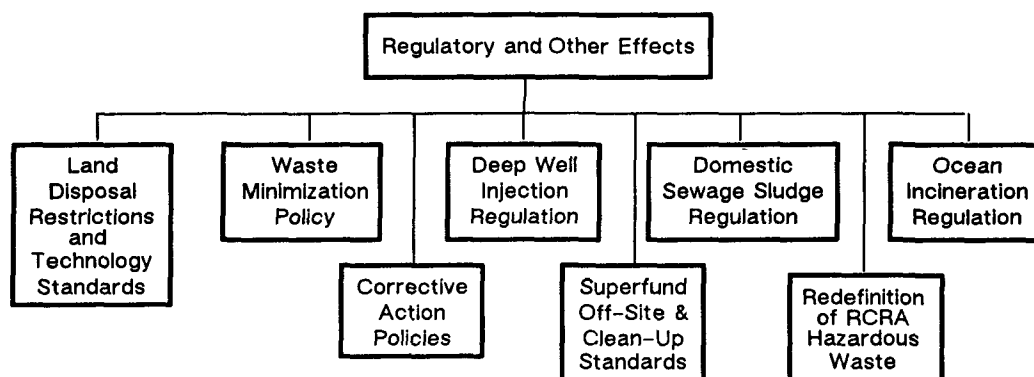 Regulatory and Other Effects
Land
Disposal
Restrictions
and
Technology
Standards
Waste
Minimization
Policy
Deep Well
Injection
Regulation
Domestic
Sewage Sludge
Regulation
Ocean
Incineration
Regulation
Corrective
Action
Policies
Superfund
Off-Site &
Clean-Up
Standards
Redefinition
of RCRA
Hazardous
Waste